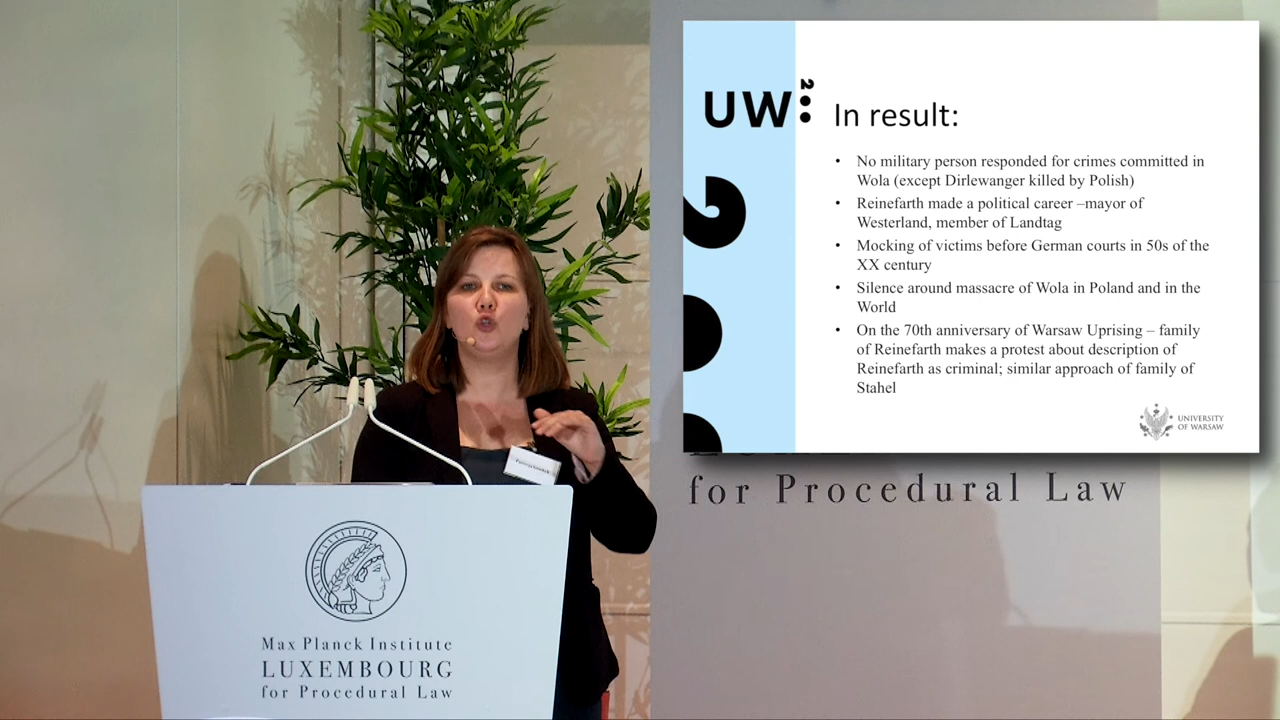 UW
In result:
• No military person responded for crimes committed in
Wola (except Dirlewanger killed by Polish)
• Reinefarth made a political career –mayor of
Westerland, member of Landtag
• Mocking of victims before German courts in 50s of the
XX century
• Silence around massacre of Wola in Poland and in the
World
• On the 70th anniversary of Warsaw Uprising – family
of Reinefarth makes a protest about description of
Reinefarth as criminal; similar approach of family of
Stahel
UNIVERSITY
OF WARSAW
for Procedural Law
Max Planck Institute
LUXEMBOURG
for Procedural Law